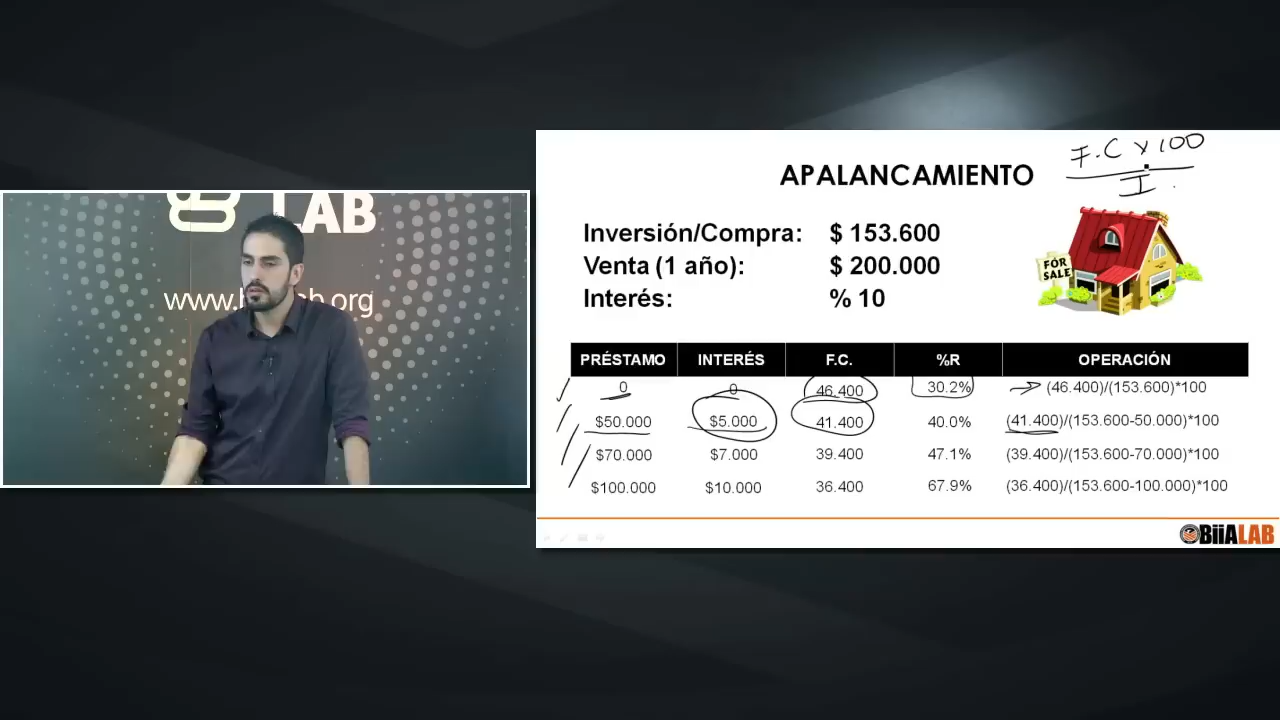 LAB
www.b
ab.org
F.C x 100
I
APALANCAMIENTO
Inversión/Compra: $ 153.600
Venta (1 año): $ 200.000
Interés: % 10
FOR
SALE
PRÉSTAMO INTERÉS F.C. %R OPERACIÓN
0 0 46.400 30.2% (46.400)/(153.600)*100
$50.000 $5.000 41.400 40.0% (41.400)/(153.600-50.000)*100
$70.000 $7.000 39.400 47.1% (39.400)/(153.600-70.000)*100
$100.000 $10.000 36.400 67.9% (36.400)/(153.600-100.000)*100
BiiALAB